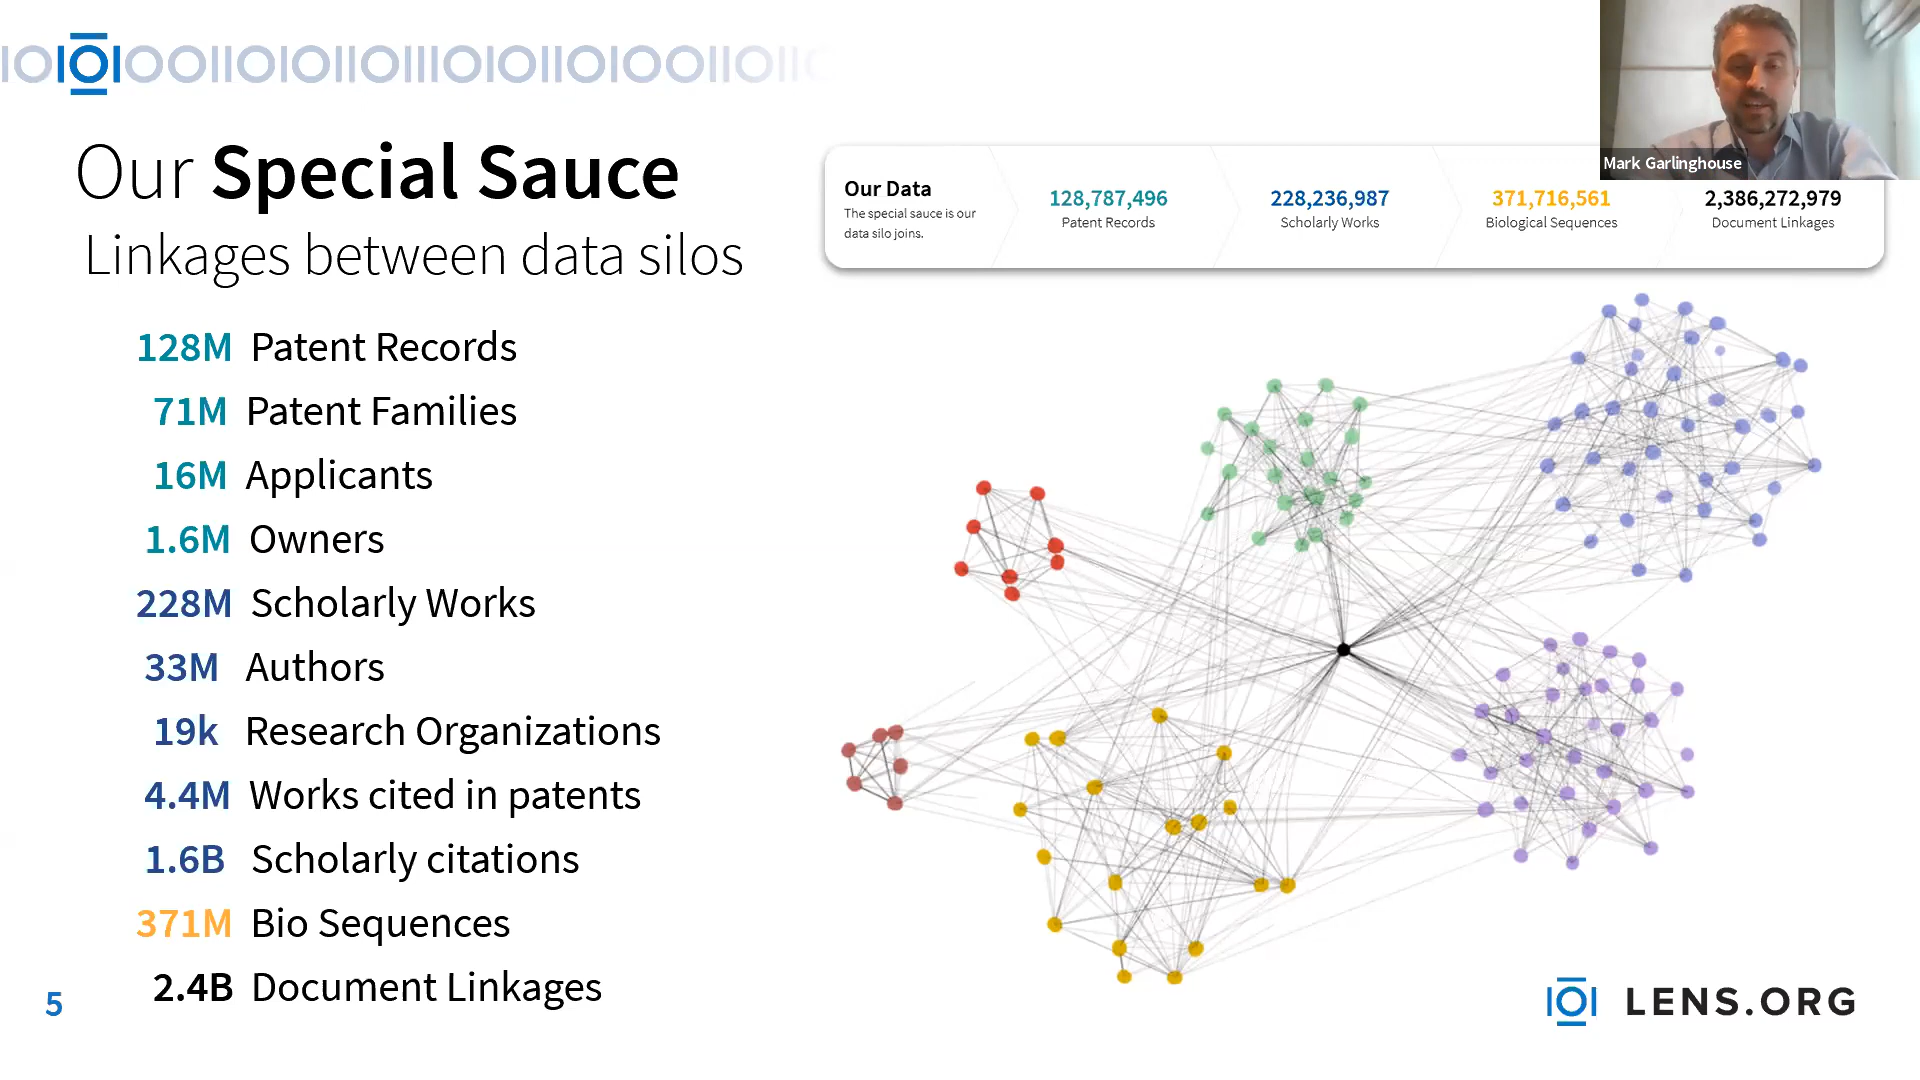 Our Special Sauce
Linkages between data silos
128M Patent Records
71M Patent Families
16M Applicants
1.6M Owners
228M Scholarly Works
33M Authors
19k Research Organizations
4.4M Works cited in patents
1.6B Scholarly citations
371M Bio Sequences
2.4B Document Linkages
5
Mark Garlinghouse
Our Data
The special sauce is our
data silo joins.
128,787,496
Patent Records
228,236,987
Scholarly Works
371,716,561
Biological Sequences
2,386,272,979
Document Linkages
LENS.ORG